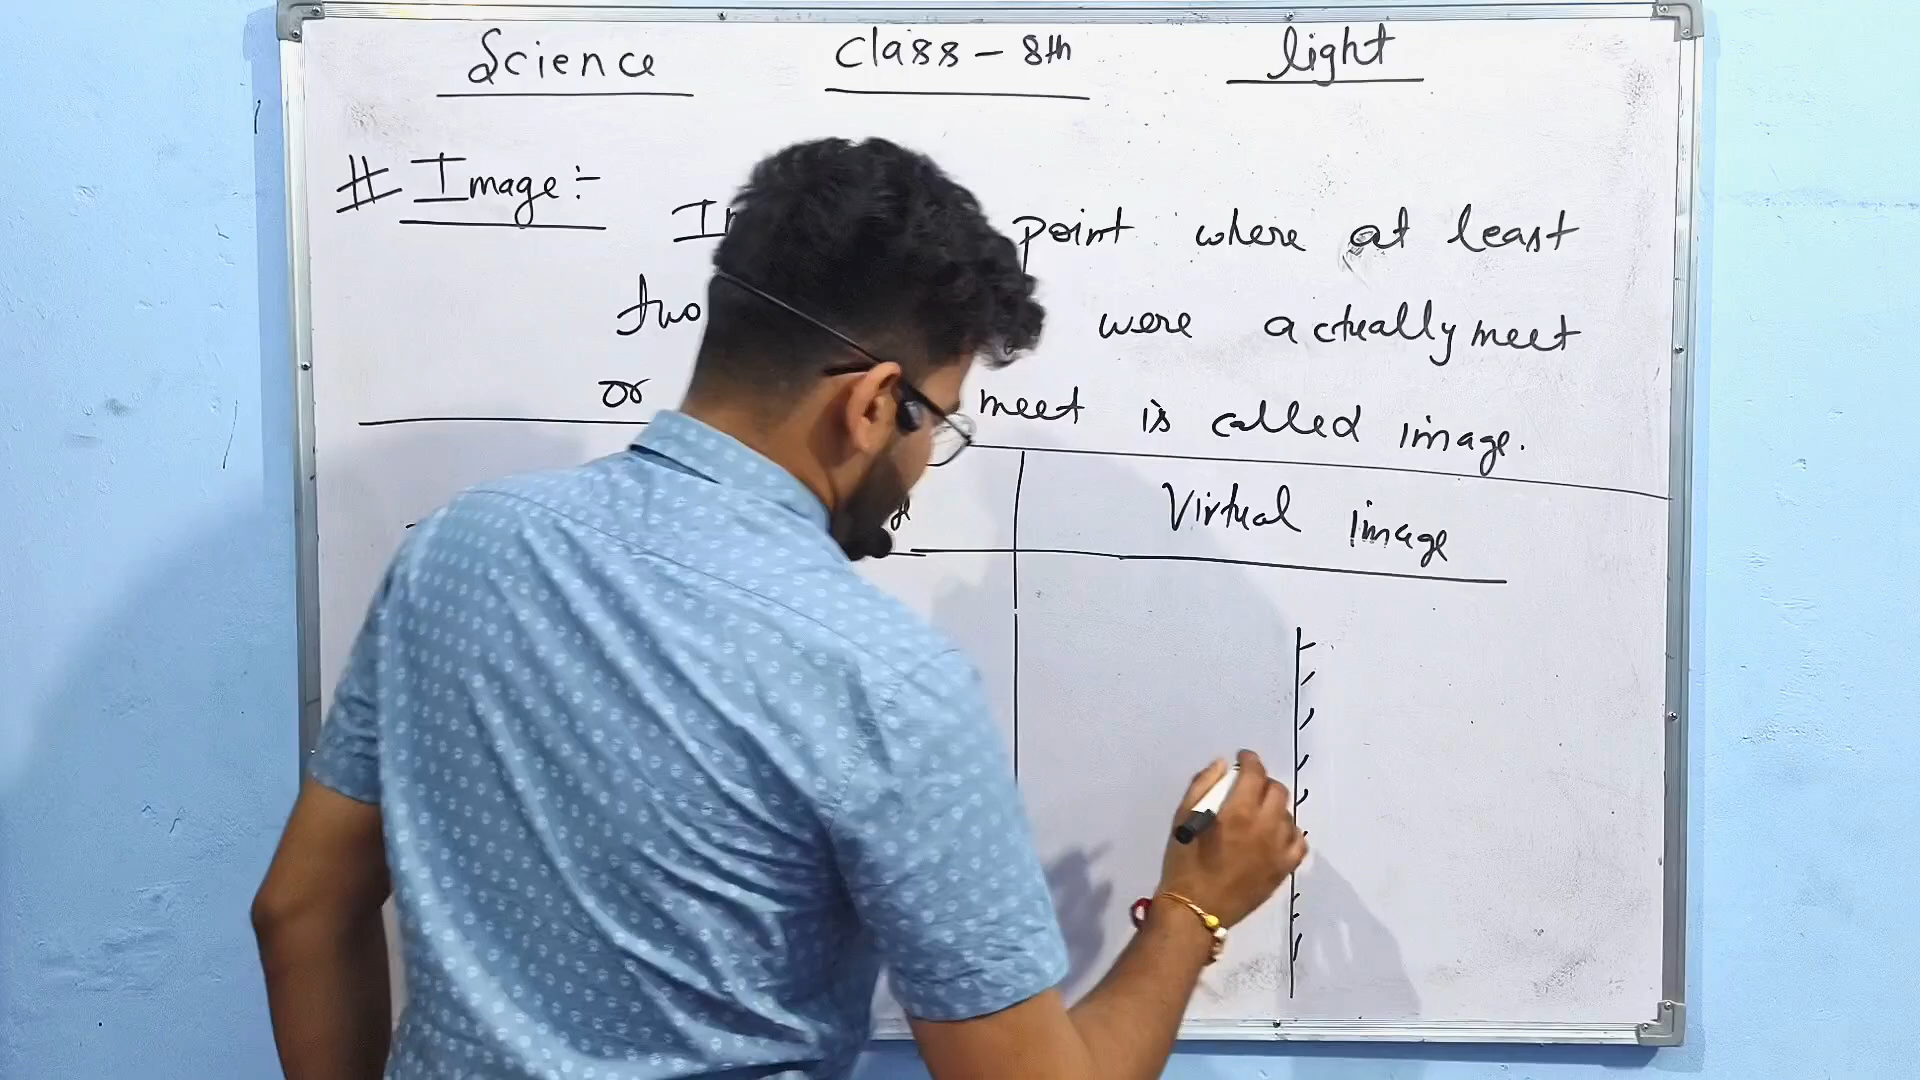 Science Class - 8th light
# Image :-
point where at least
two were actually meet
or meet is called image.
Virtual image